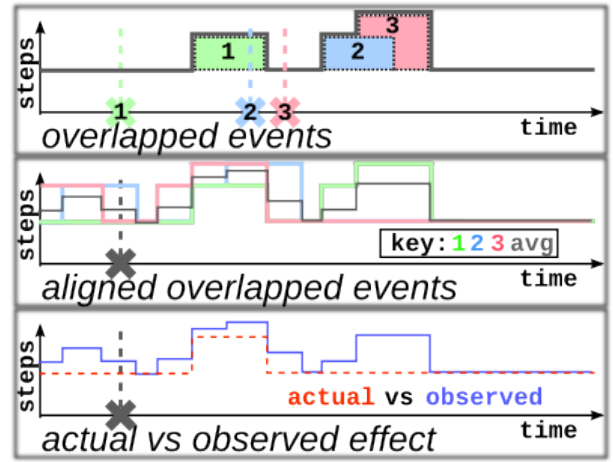 steps
1
2
3
1
2
3
time
overlapped events
steps
key: 1 2 3 avg
time
aligned overlapped events
steps
actual vs observed
time
actual vs observed effect